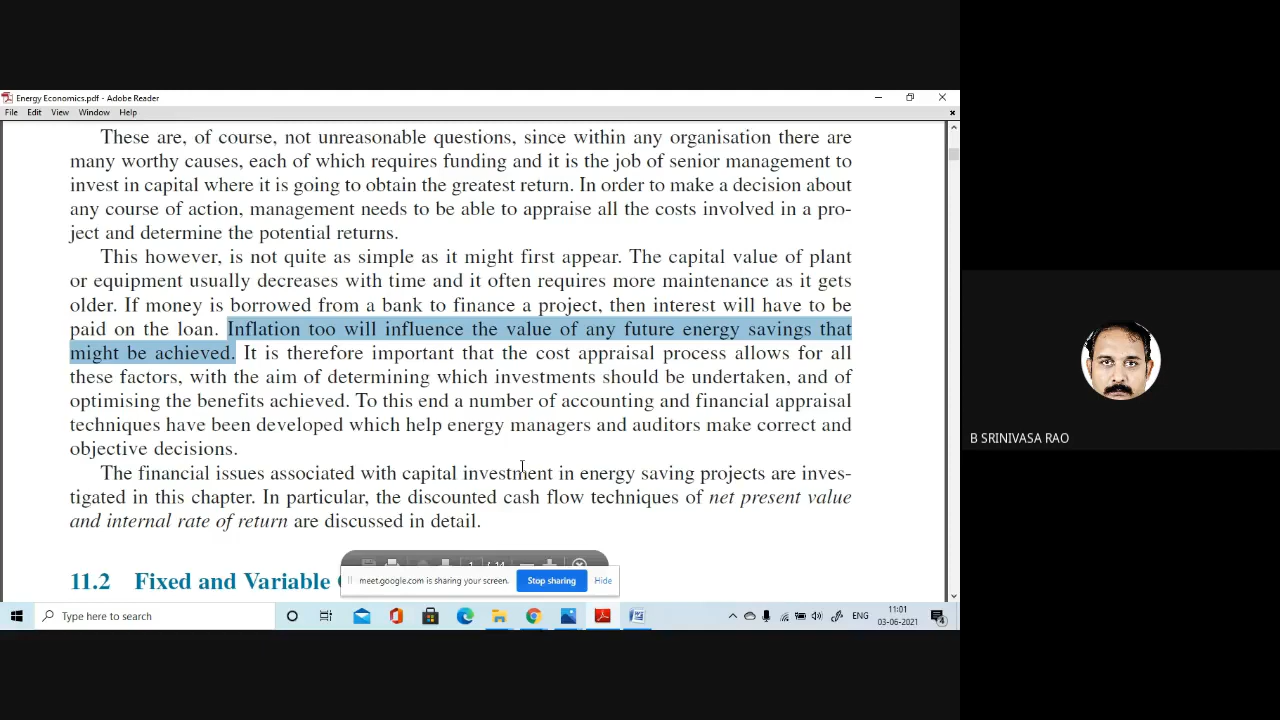 Energy Economics.pdf - Adobe Reader
File Edit View Window Help
These are, of course, not unreasonable questions, since within any organisation there are
many worthy causes, each of which requires funding and it is the job of senior management to
invest in capital where it is going to obtain the greatest return. In order to make a decision about
any course of action, management needs to be able to appraise all the costs involved in a pro-
ject and determine the potential returns.
This however, is not quite as simple as it might first appear. The capital value of plant
or equipment usually decreases with time and it often requires more maintenance as it gets
older. If money is borrowed from a bank to finance a project, then interest will have to be
paid on the loan. Inflation too will influence the value of any future energy savings that
might be achieved. It is therefore important that the cost appraisal process allows for all
these factors, with the aim of determining which investments should be undertaken, and of
optimising the benefits achieved. To this end a number of accounting and financial appraisal
techniques have been developed which help energy managers and auditors make correct and
objective decisions.
The financial issues associated with capital investment in energy saving projects are inves-
tigated in this chapter. In particular, the discounted cash flow techniques of net present value
and internal rate of return are discussed in detail.
11.2 Fixed and Variable
meet.google.com is sharing your screen. Stop sharing Hide
Type here to search
ENG
11:01
03-06-2021
4
B SRINIVASA RAO